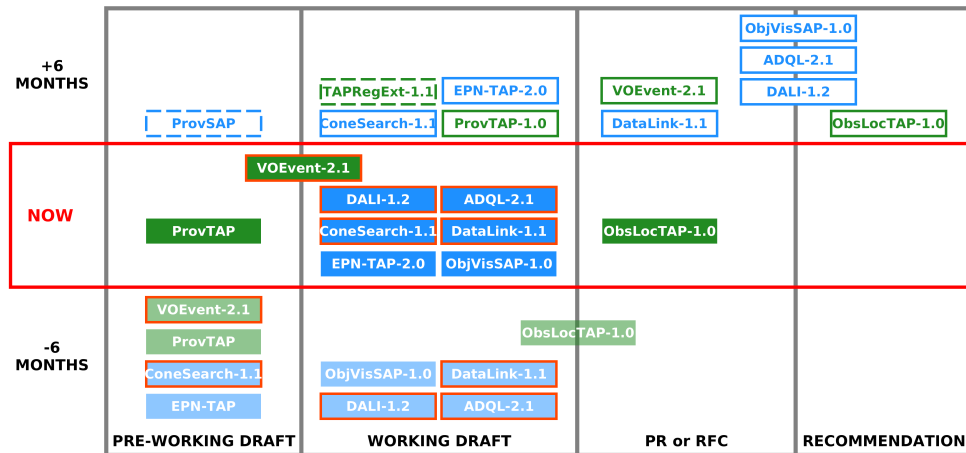 ObjVisSAP-1.0
ADQL-2.1
+6
MONTHS
TAPRegExt-1.1 EPN-TAP-2.0 VOEvent-2.1 DALI-1.2
ProvSAP ConeSearch-1.1 ProvTAP-1.0 DataLink-1.1 ObsLocTAP-1.0
VOEvent-2.1
DALI-1.2 ADQL-2.1
NOW
ProvTAP ConeSearch-1.1 DataLink-1.1 ObsLocTAP-1.0
EPN-TAP-2.0 ObjVisSAP-1.0
VOEvent-2.1
ProvTAP ObsLocTAP-1.0
-6
MONTHS
ConeSearch-1.1 ObjVisSAP-1.0 DataLink-1.1
EPN-TAP DALI-1.2 ADQL-2.1
PRE-WORKING DRAFT WORKING DRAFT PR or RFC RECOMMENDATION